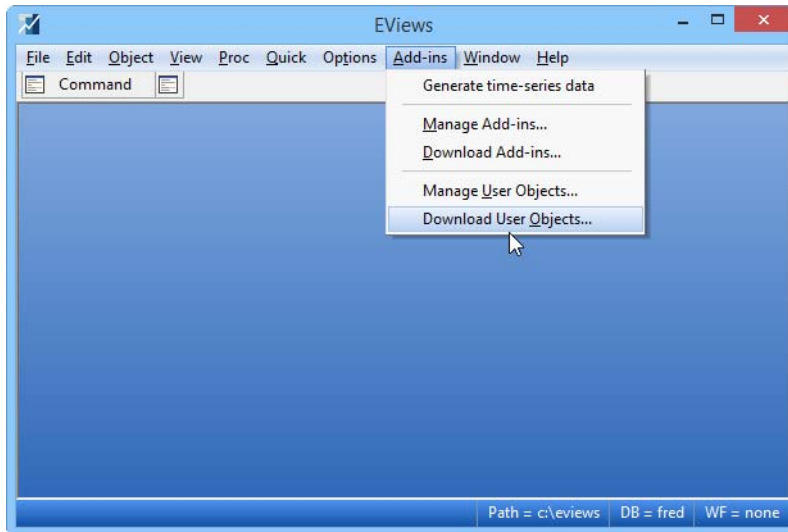 EViews
File Edit Object View Proc Quick Options Add-ins Window Help
Command
Generate time-series data
Manage Add-ins...
Download Add-ins...
Manage User Objects...
Download User Objects...
Path = c:\eviews DB = fred WF = none